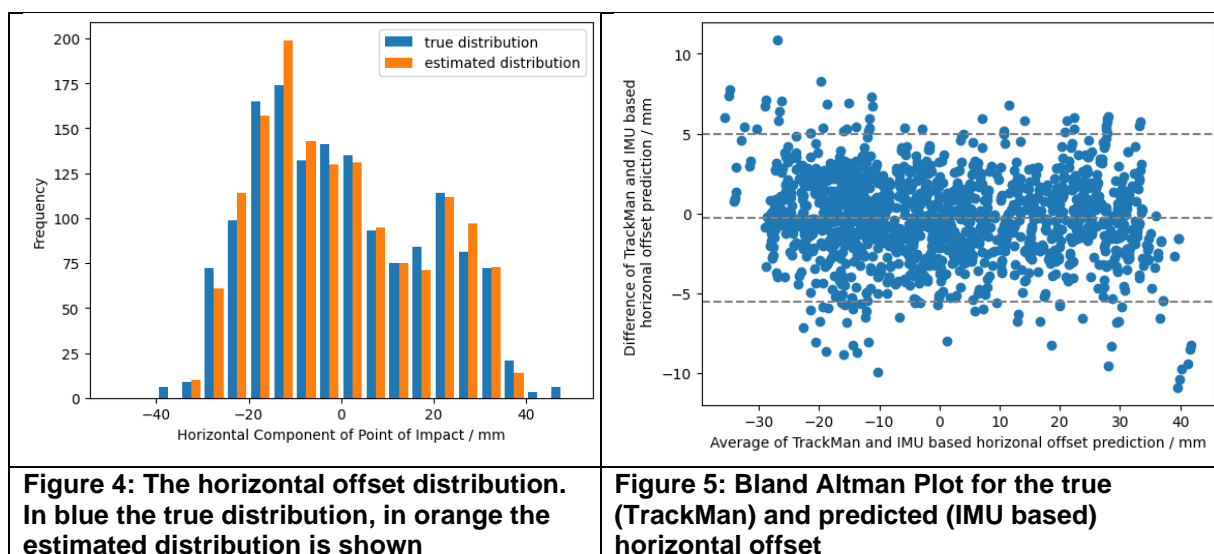 200
175
150
125
100
75
50
25
0
Frequency
true distribution
estimated distribution
−40
−20
0
20
40
Horizontal Component of Point of Impact / mm
10
5
0
−5
−10
Difference of TrackMan and IMU based
horizontal offset prediction / mm
−30
−20
−10
0
10
20
30
40
Average of TrackMan and IMU based horizonal offset prediction / mm
Figure 4: The horizontal offset distribution.
In blue the true distribution, in orange the
estimated distribution is shown
Figure 5: Bland Altman Plot for the true
(TrackMan) and predicted (IMU based)
horizontal offset